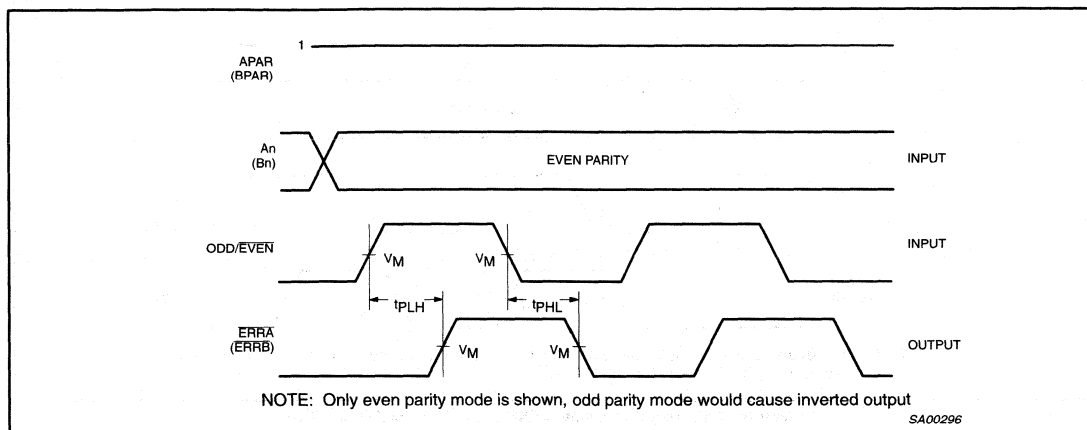 1
APAR
(BPAR)
An
(Bn)
EVEN PARITY
INPUT
ODD/EVEN
VM
VM
INPUT
tPLH
tPHL
ERRA
(ERRB)
VM
VM
OUTPUT
NOTE: Only even parity mode is shown, odd parity mode would cause inverted output
SA00296